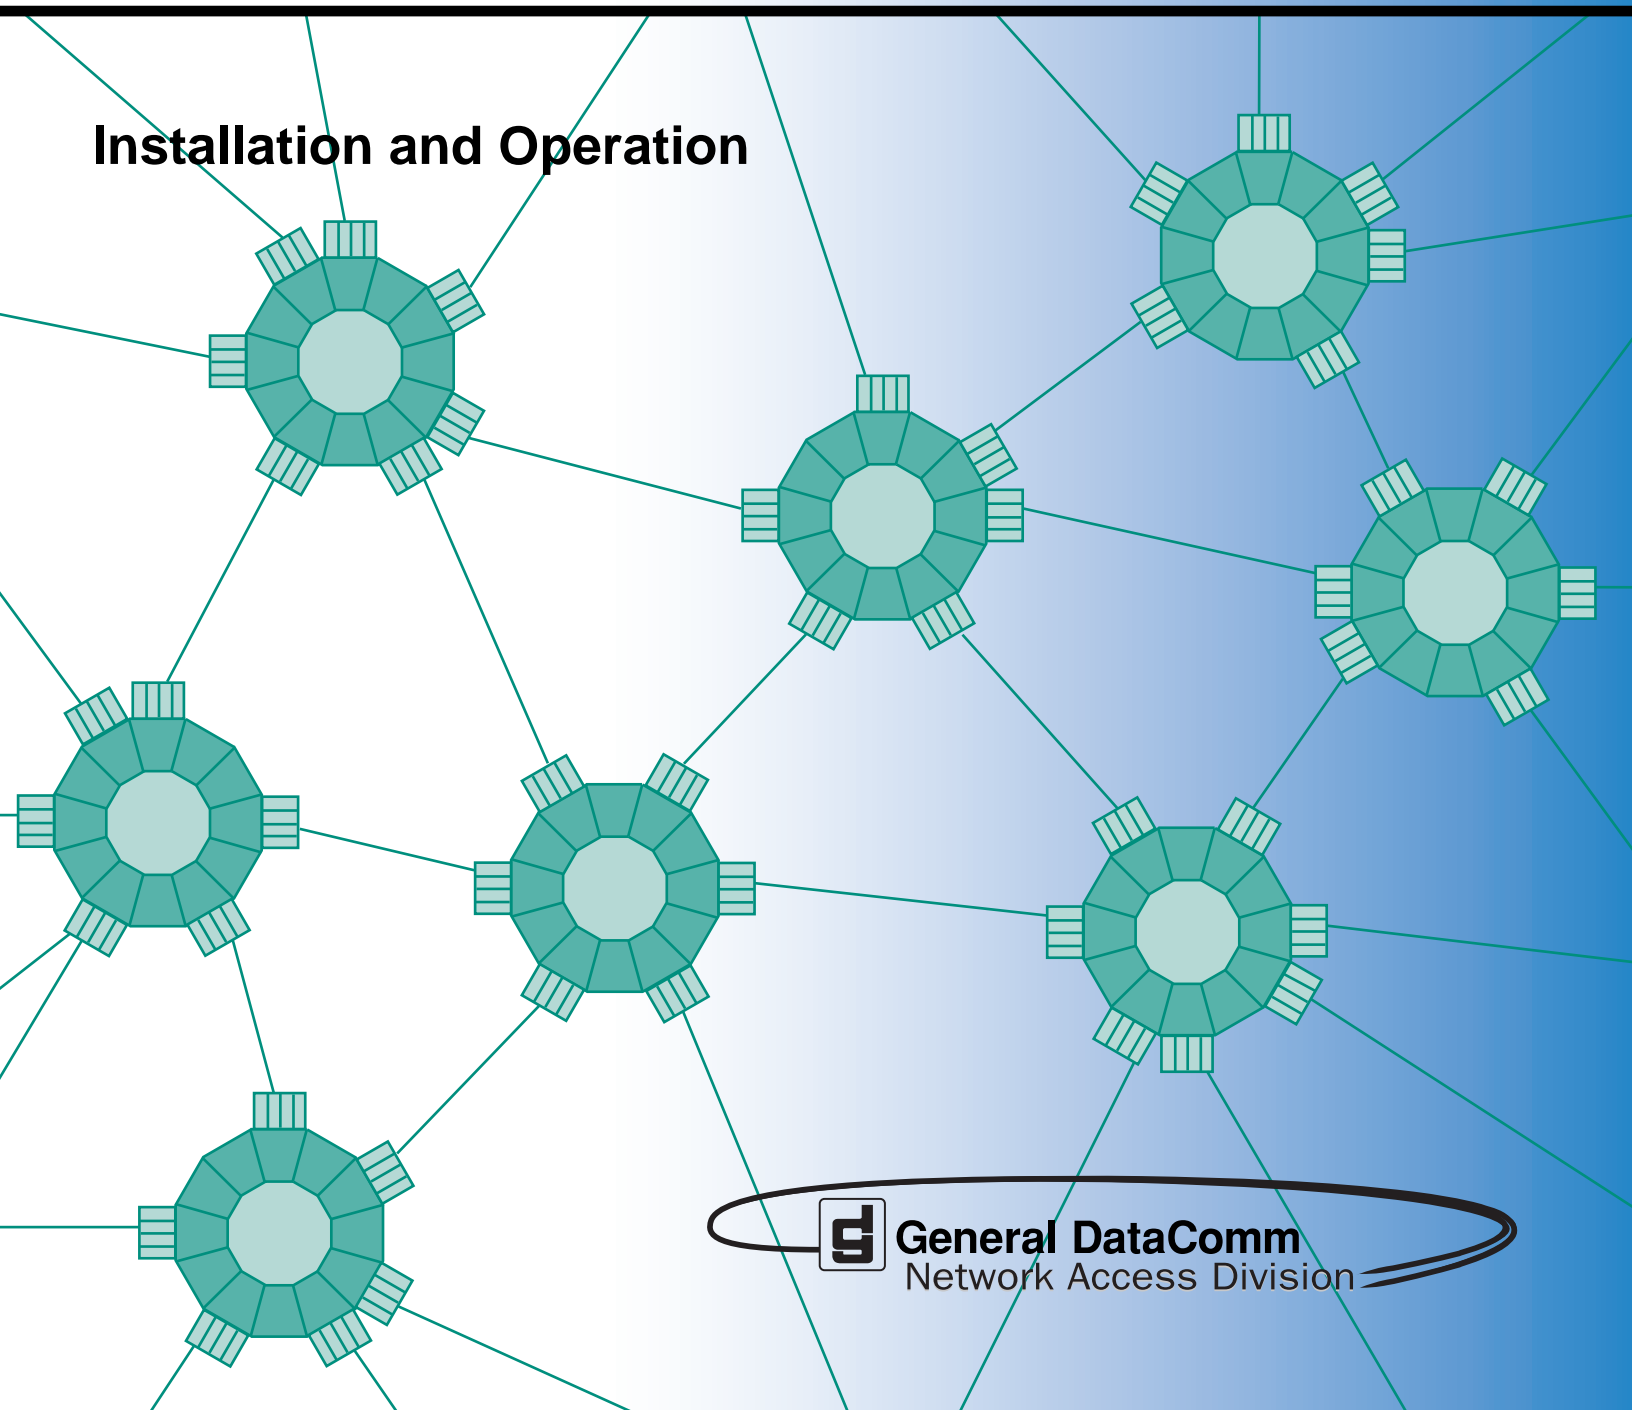 Installation and Operation
General DataComm
Network Access Division